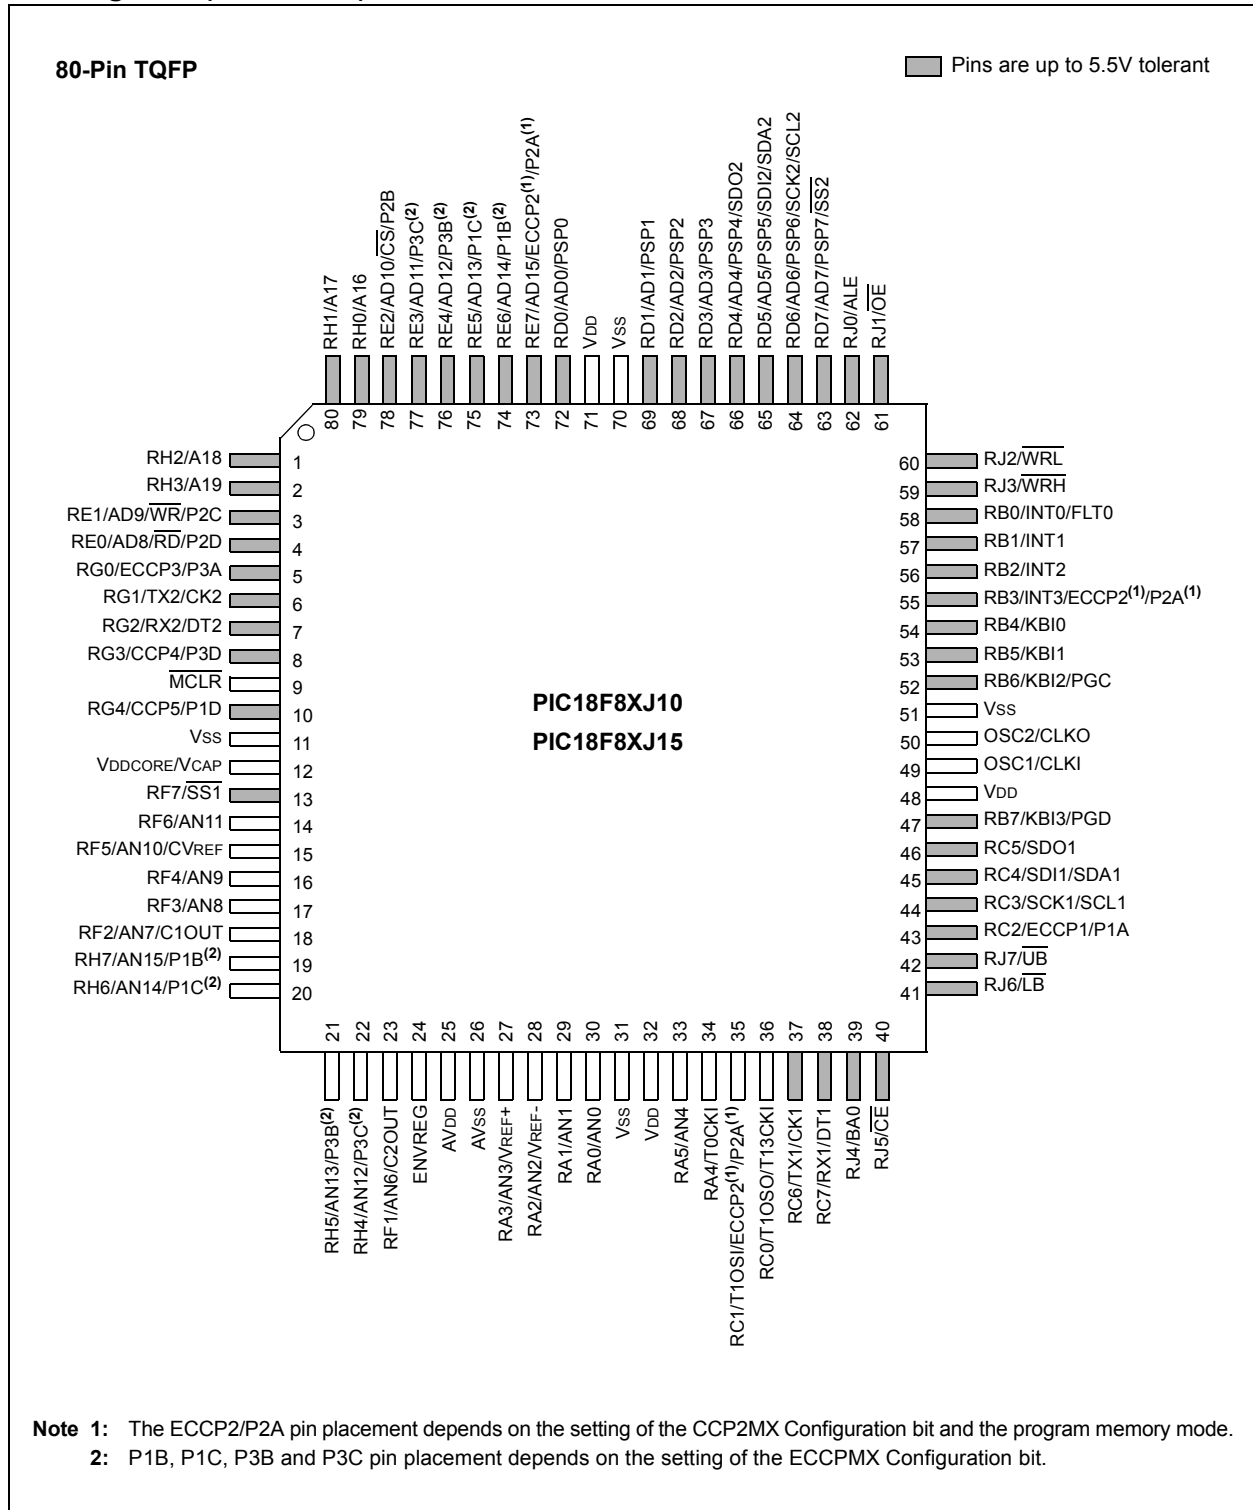 80-Pin TQFP
Pins are up to 5.5V tolerant
RH1/A17
RH0/A16
RE2/AD10/C̅S̅/P2B
RE3/AD11/P3C(2)
RE4/AD12/P3B(2)
RE5/AD13/P1C(2)
RE6/AD14/P1B(2)
RE7/AD15/ECCP2(1)/P2A(1)
RD0/AD0/PSP0
VDD
VSS
RD1/AD1/PSP1
RD2/AD2/PSP2
RD3/AD3/PSP3
RD4/AD4/PSP4/SDO2
RD5/AD5/PSP5/SDI2/SDA2
RD6/AD6/PSP6/SCK2/SCL2
RD7/AD7/PSP7/S̅S̅2̅
RJ0/ALE
RJ1/O̅E̅
80 79 78 77 76 75 74 73 72 71 70 69 68 67 66 65 64 63 62 61
RH2/A18 1
RH3/A19 2
RE1/AD9/W̅R̅/P2C 3
RE0/AD8/R̅D̅/P2D 4
RG0/ECCP3/P3A 5
RG1/TX2/CK2 6
RG2/RX2/DT2 7
RG3/CCP4/P3D 8
M̅C̅L̅R̅ 9
RG4/CCP5/P1D 10
VSS 11
VDDCORE/VCAP 12
RF7/S̅S̅1̅ 13
RF6/AN11 14
RF5/AN10/CVREF 15
RF4/AN9 16
RF3/AN8 17
RF2/AN7/C1OUT 18
RH7/AN15/P1B(2) 19
RH6/AN14/P1C(2) 20
PIC18F8XJ10
PIC18F8XJ15
60 RJ2/W̅R̅L̅
59 RJ3/W̅R̅H̅
58 RB0/INT0/FLT0
57 RB1/INT1
56 RB2/INT2
55 RB3/INT3/ECCP2(1)/P2A(1)
54 RB4/KBI0
53 RB5/KBI1
52 RB6/KBI2/PGC
51 VSS
50 OSC2/CLKO
49 OSC1/CLKI
48 VDD
47 RB7/KBI3/PGD
46 RC5/SDO1
45 RC4/SDI1/SDA1
44 RC3/SCK1/SCL1
43 RC2/ECCP1/P1A
42 RJ7/U̅B̅
41 RJ6/L̅B̅
21 22 23 24 25 26 27 28 29 30 31 32 33 34 35 36 37 38 39 40
RH5/AN13/P3B(2)
RH4/AN12/P3C(2)
RF1/AN6/C2OUT
ENVREG
AVDD
AVSS
RA3/AN3/VREF+
RA2/AN2/VREF-
RA1/AN1
RA0/AN0
VSS
VDD
RA5/AN4
RA4/T0CKI
RC1/T1OSI/ECCP2(1)/P2A(1)
RC0/T1OSO/T13CKI
RC6/TX1/CK1
RC7/RX1/DT1
RJ4/BA0
RJ5/C̅E̅
Note 1: The ECCP2/P2A pin placement depends on the setting of the CCP2MX Configuration bit and the program memory mode.
2: P1B, P1C, P3B and P3C pin placement depends on the setting of the ECCPMX Configuration bit.